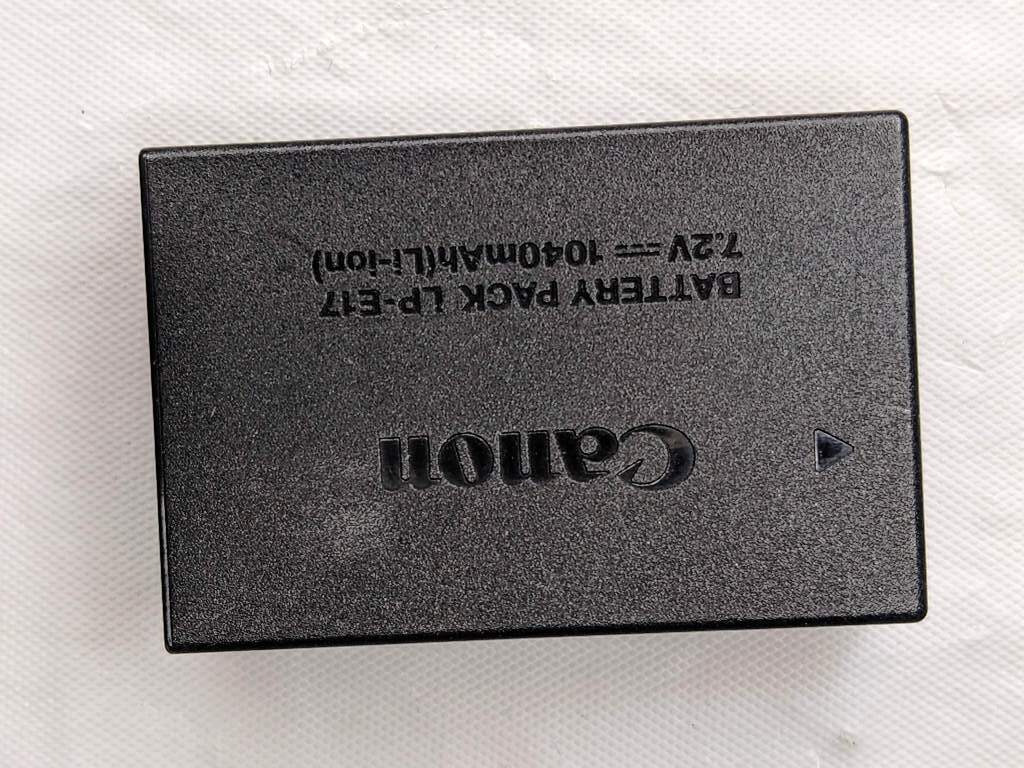 Canon
BATTERY PACK LP-E17
7.2V ⎓ 1040mAh(Li-ion)